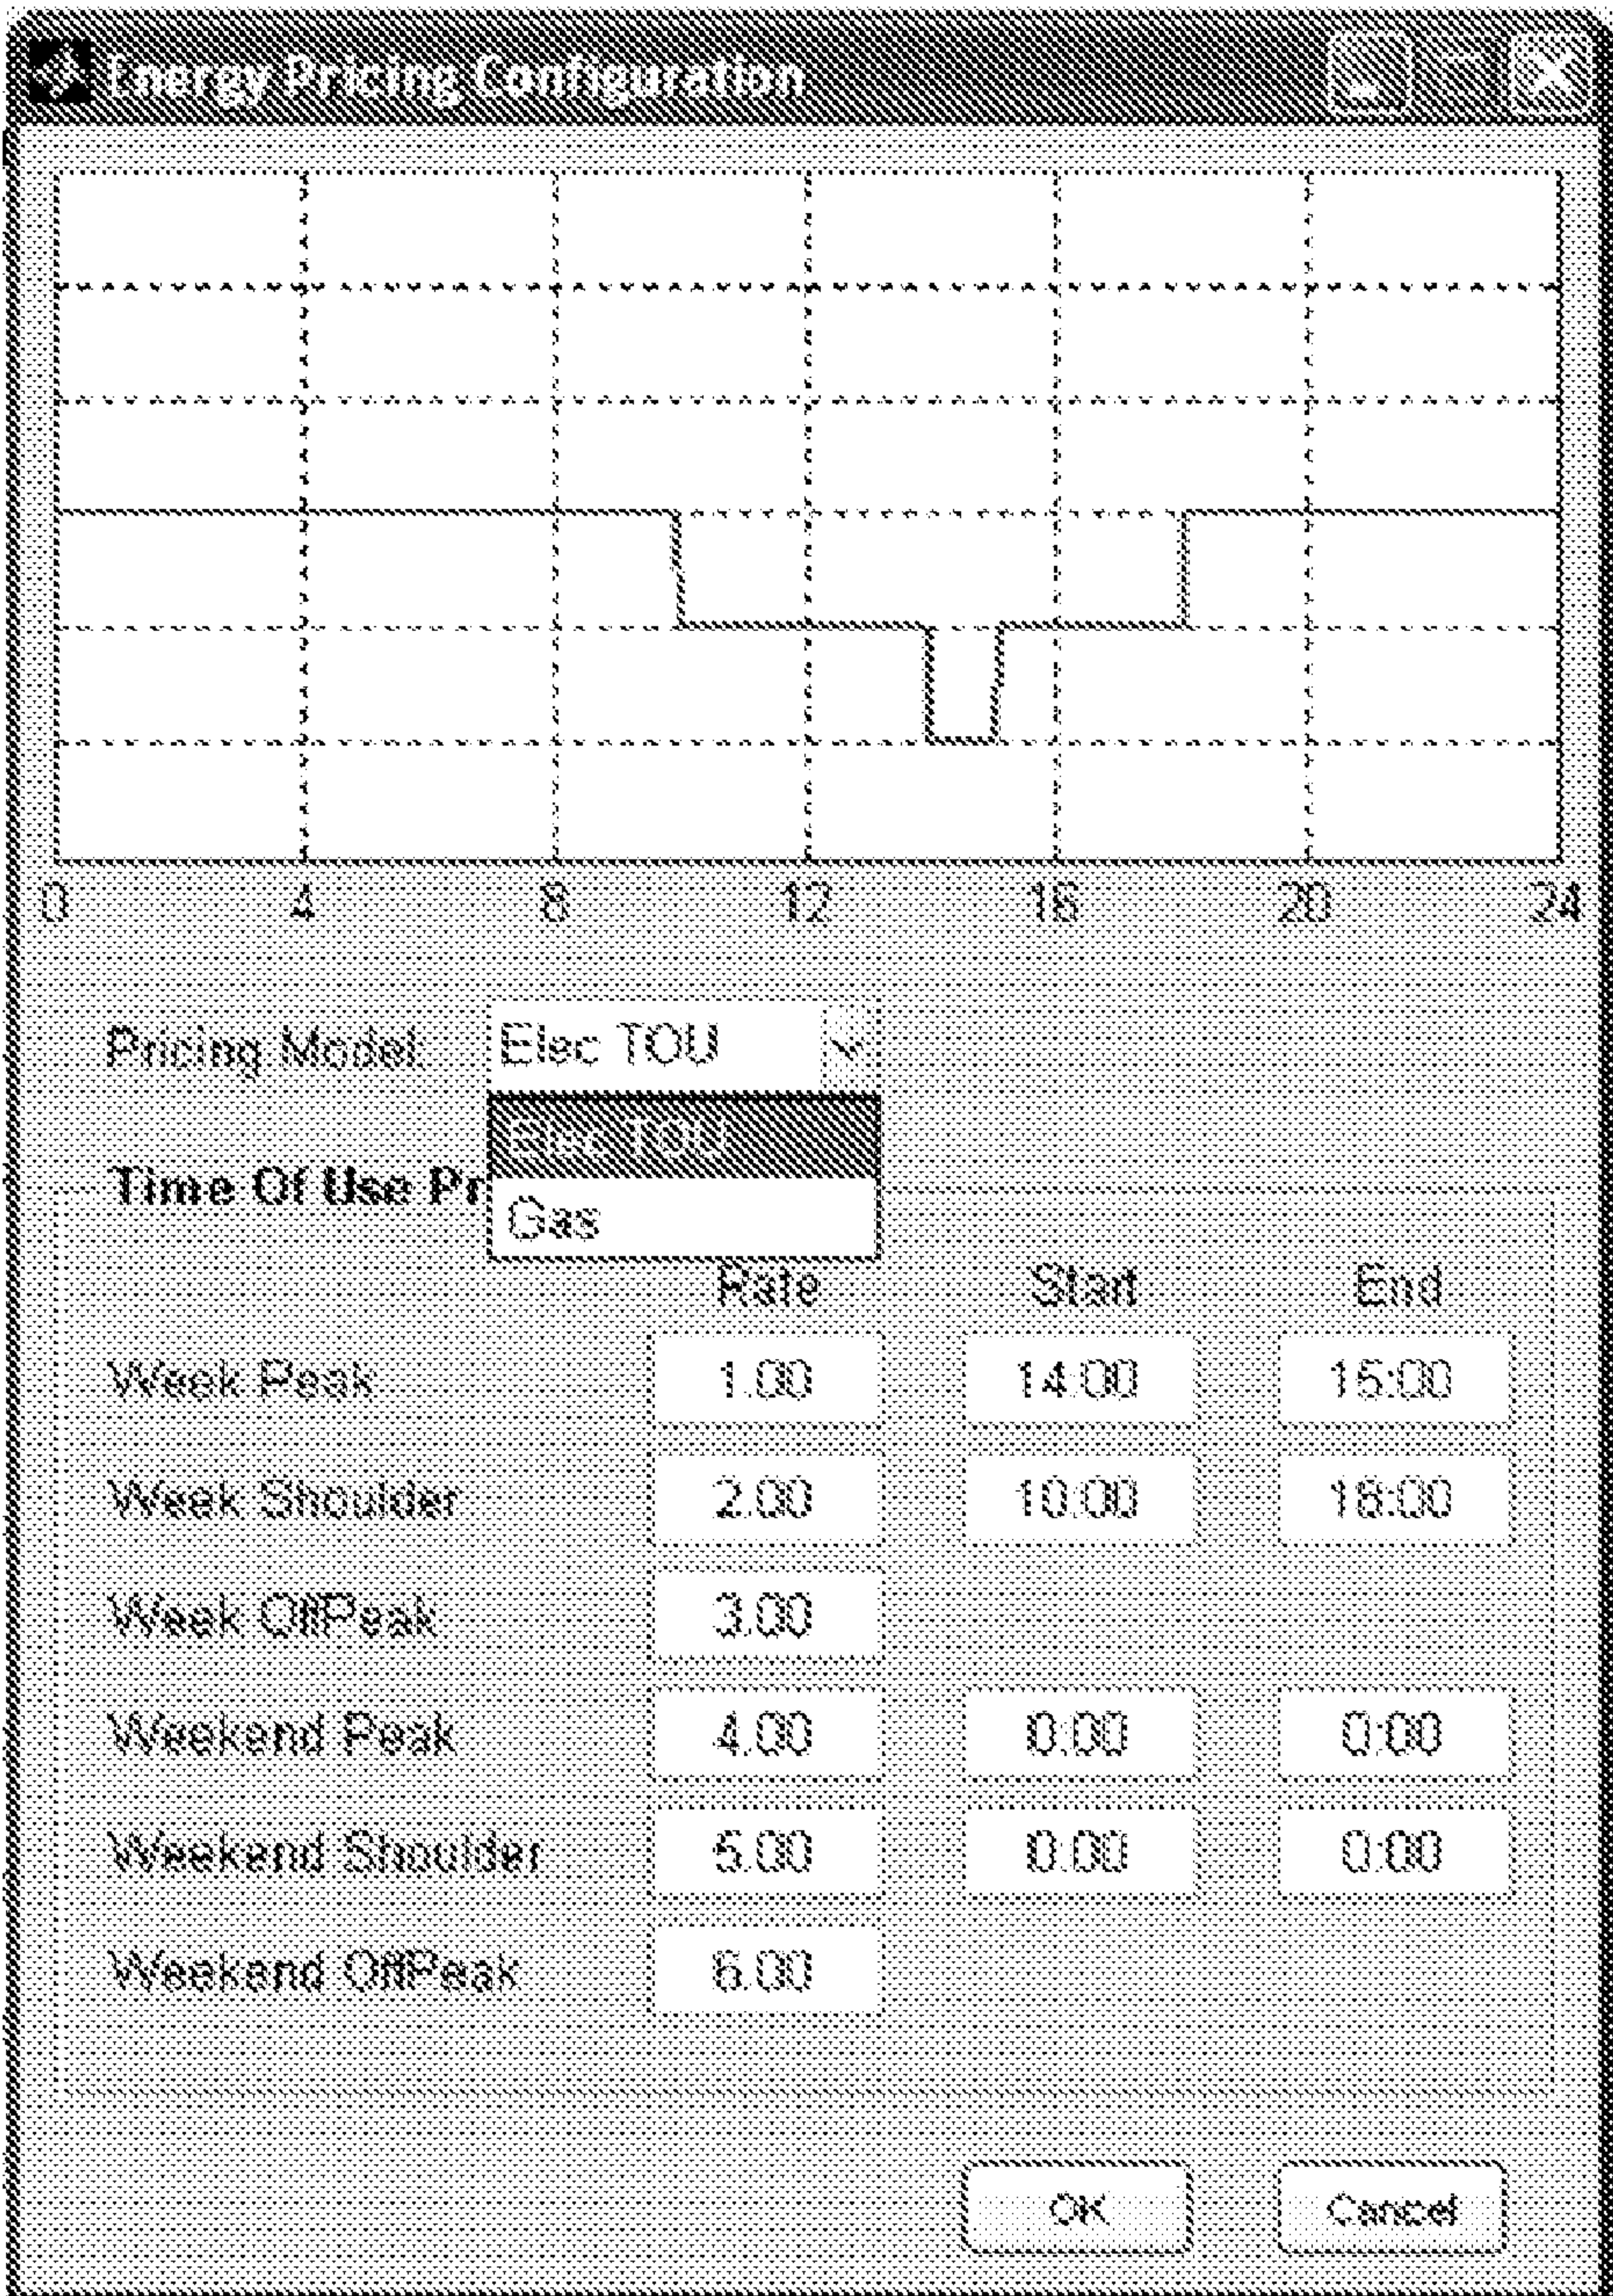 Energy Pricing Configuration
0 4 8 12 16 20 24
Pricing Model: Elec TOU
Elec TOU
Time Of Use Pr
Gas
Rate Start End
Week Peak 1.00 14:00 15:00
Week Shoulder 2.00 10:00 18:00
Week OffPeak 3.00
Weekend Peak 4.00 0:00 0:00
Weekend Shoulder 5.00 0:00 0:00
Weekend OffPeak 6.00
OK Cancel